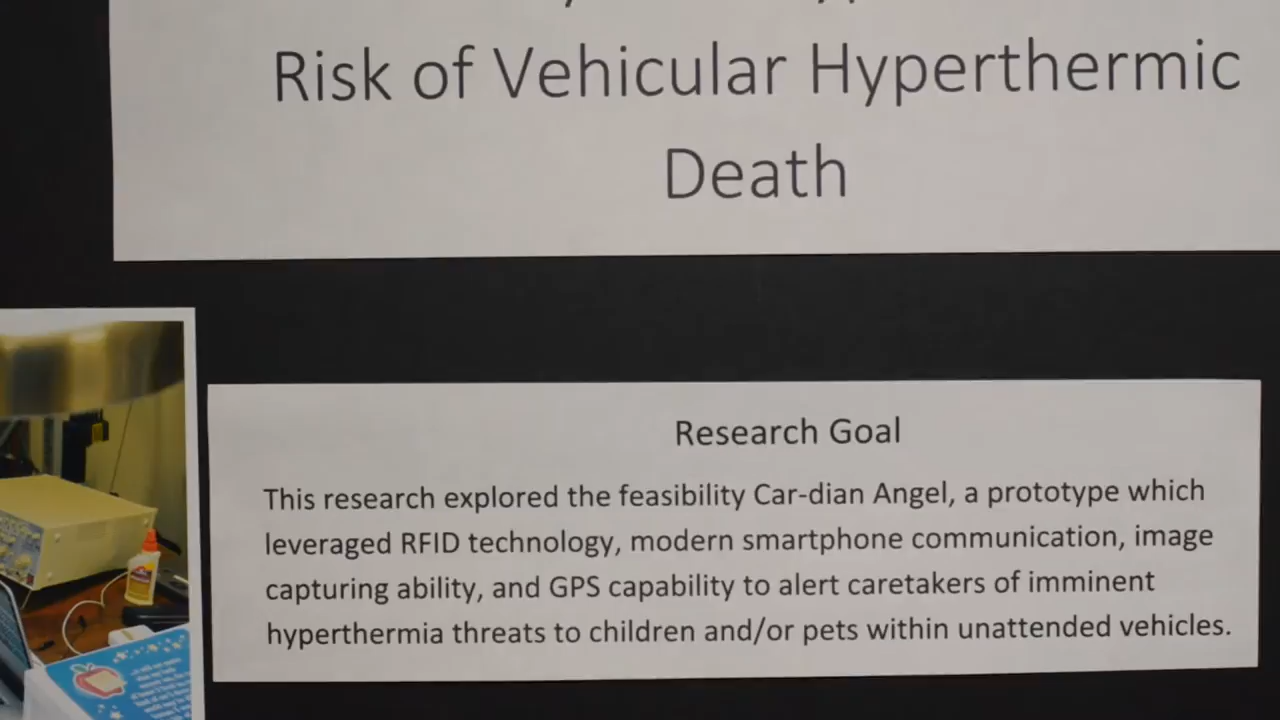 Risk of Vehicular Hyperthermic
Death
Research Goal
This research explored the feasibility Car-dian Angel, a prototype which
leveraged RFID technology, modern smartphone communication, image
capturing ability, and GPS capability to alert caretakers of imminent
hyperthermia threats to children and/or pets within unattended vehicles.